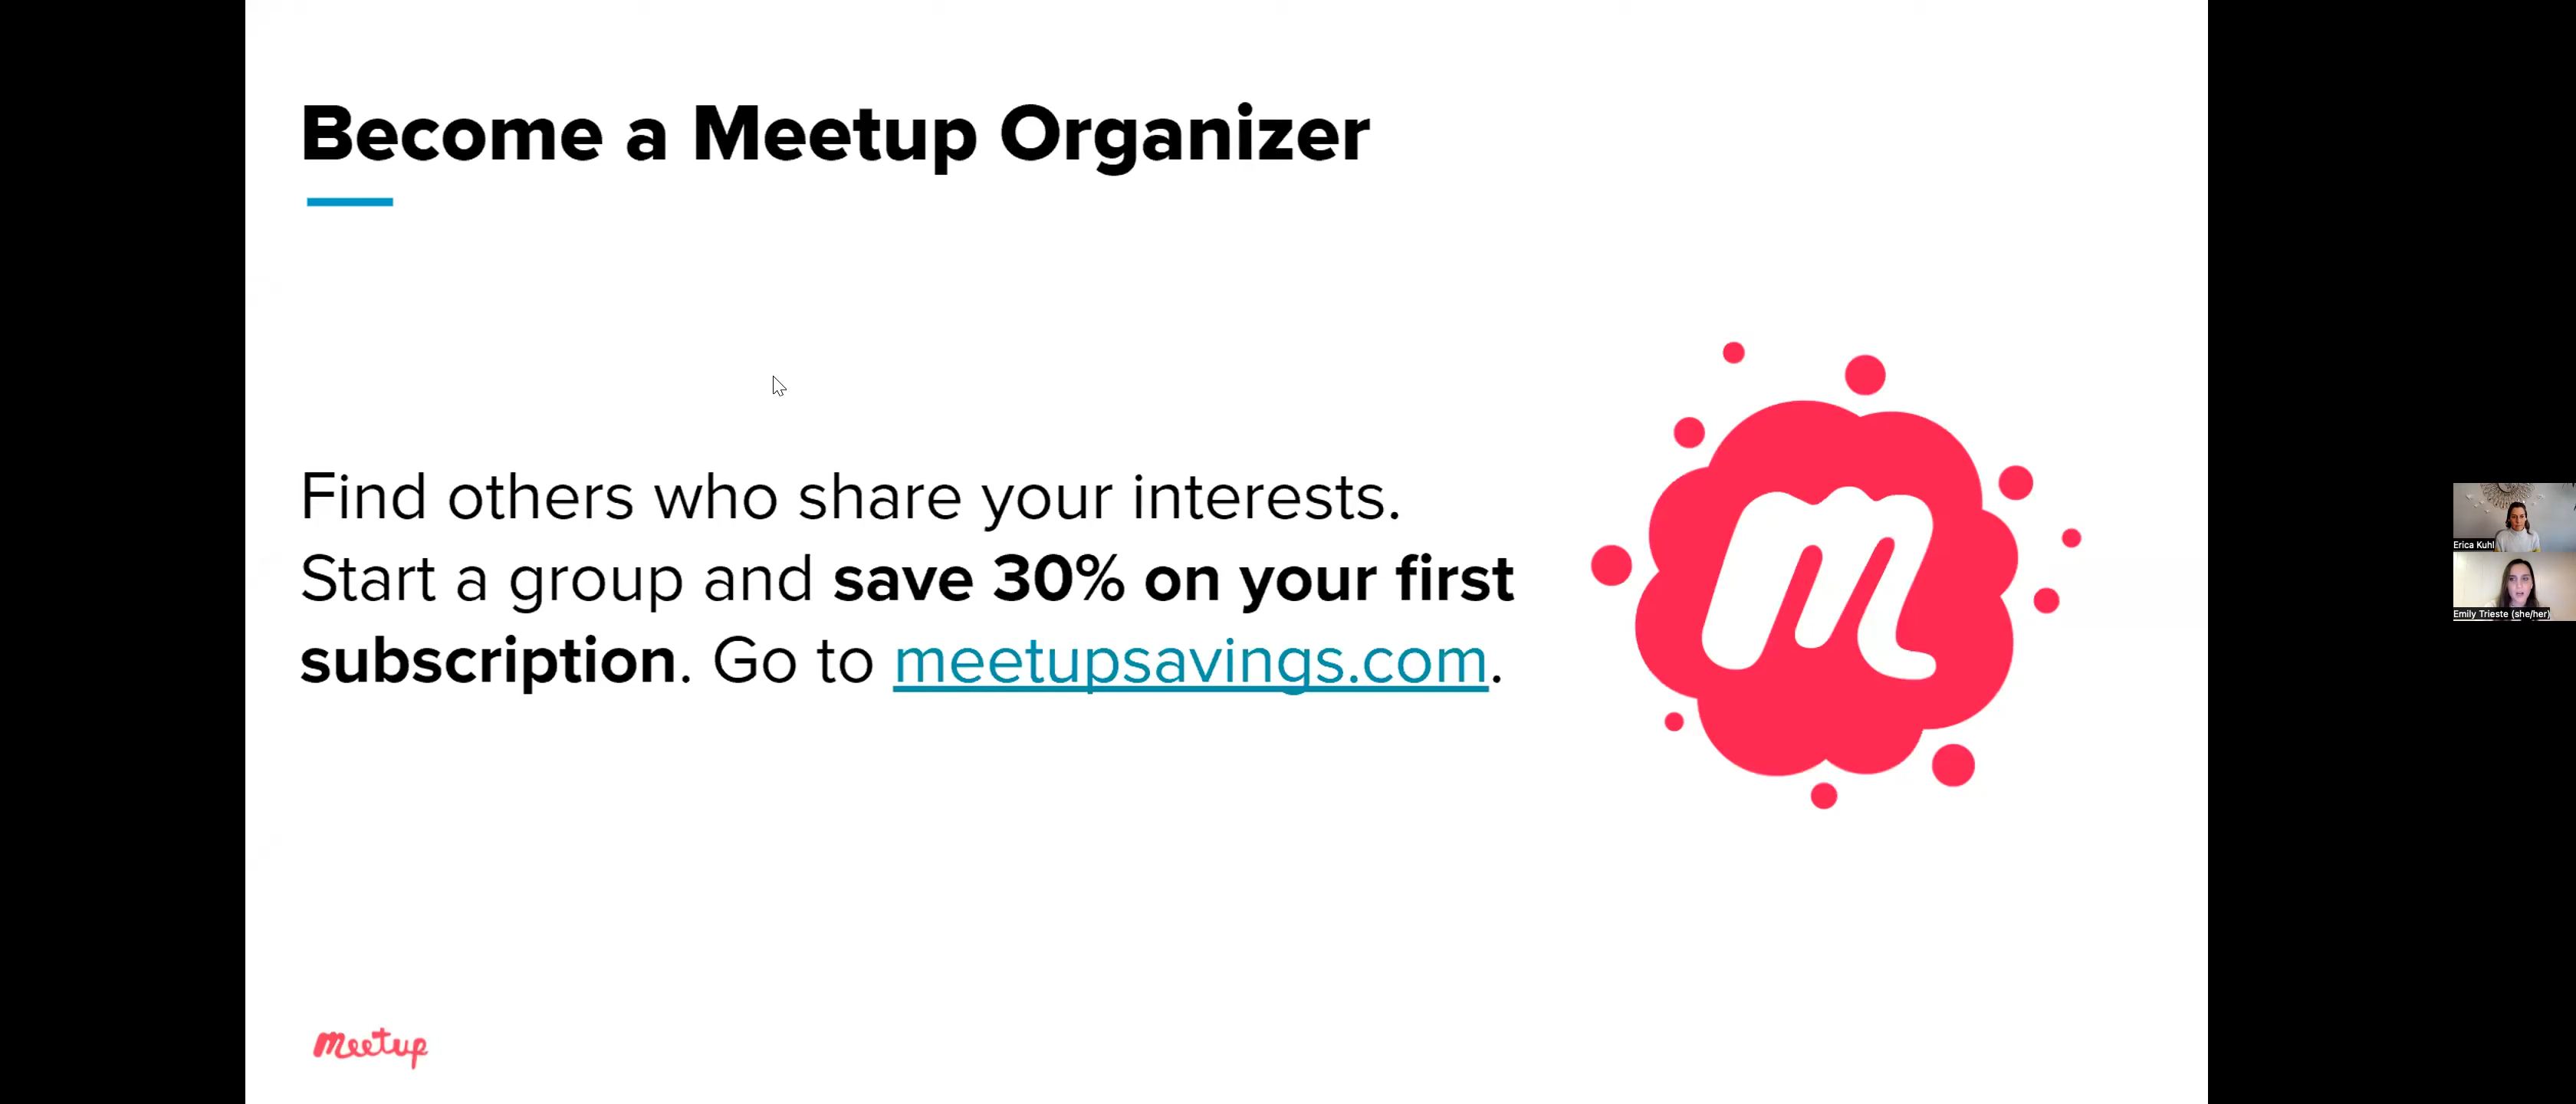 Become a Meetup Organizer
Find others who share your interests.
Start a group and save 30% on your first
subscription. Go to meetupsavings.com.
m
meetup
Erica Kuhl
Emily Trieste (she/her)